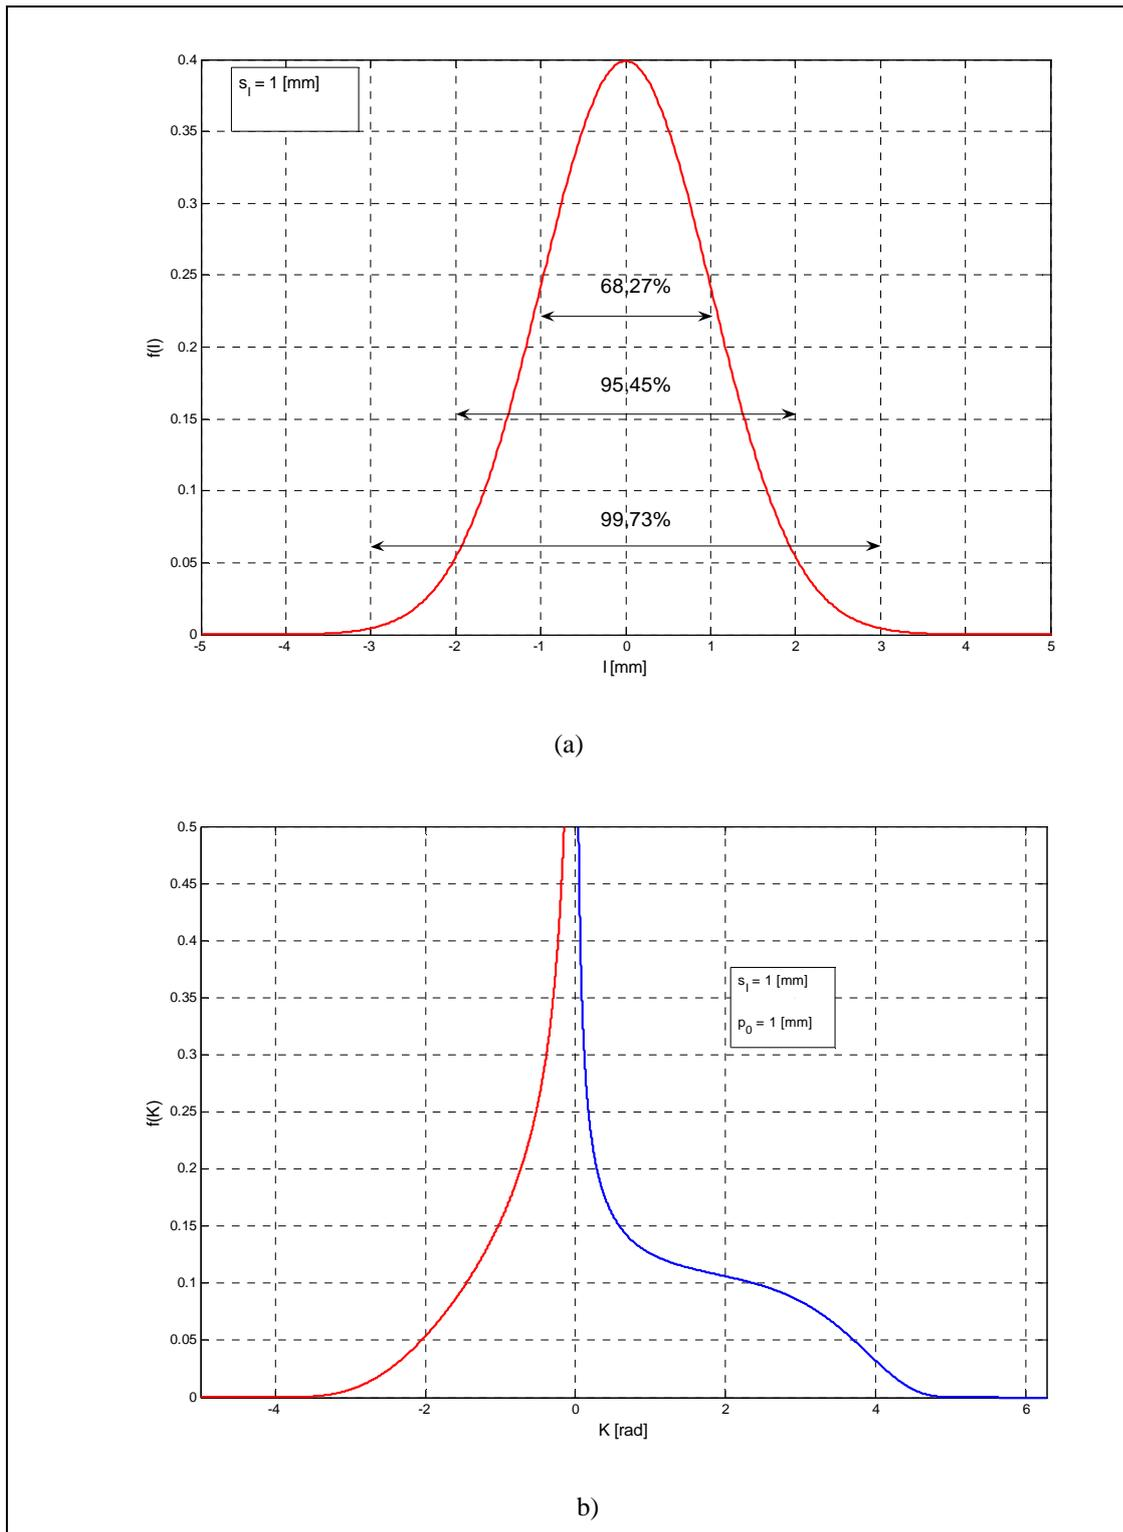 s_l = 1 [mm]
0.4
0.35
0.3
0.25
0.2
0.15
0.1
0.05
0
f(l)
68,27%
95,45%
99,73%
-5 -4 -3 -2 -1 0 1 2 3 4 5
l [mm]
(a)
0.5
0.45
0.4
0.35
0.3
0.25
0.2
0.15
0.1
0.05
0
f(K)
s_l = 1 [mm]
p_0 = 1 [mm]
-4 -2 0 2 4 6
K [rad]
b)